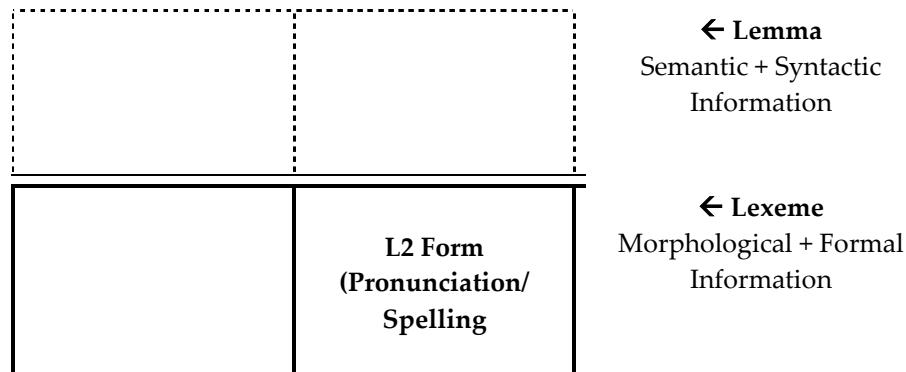 ← Lemma
Semantic + Syntactic
Information
← Lexeme
Morphological + Formal
Information
L2 Form
(Pronunciation/
Spelling